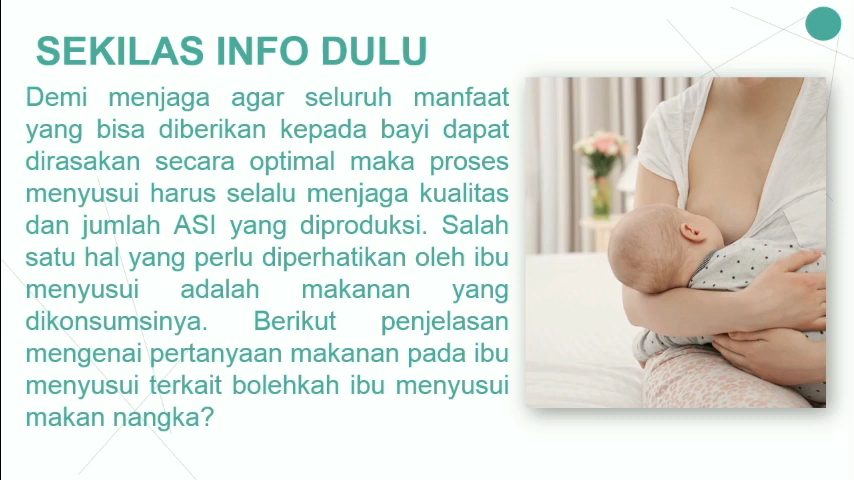 SEKILAS INFO DULU
Demi menjaga agar seluruh manfaat
yang bisa diberikan kepada bayi dapat
dirasakan secara optimal maka proses
menyusui harus selalu menjaga kualitas
dan jumlah ASI yang diproduksi. Salah
satu hal yang perlu diperhatikan oleh ibu
menyusui adalah makanan yang
dikonsumsinya. Berikut penjelasan
mengenai pertanyaan makanan pada ibu
menyusui terkait bolehkah ibu menyusui
makan nangka?